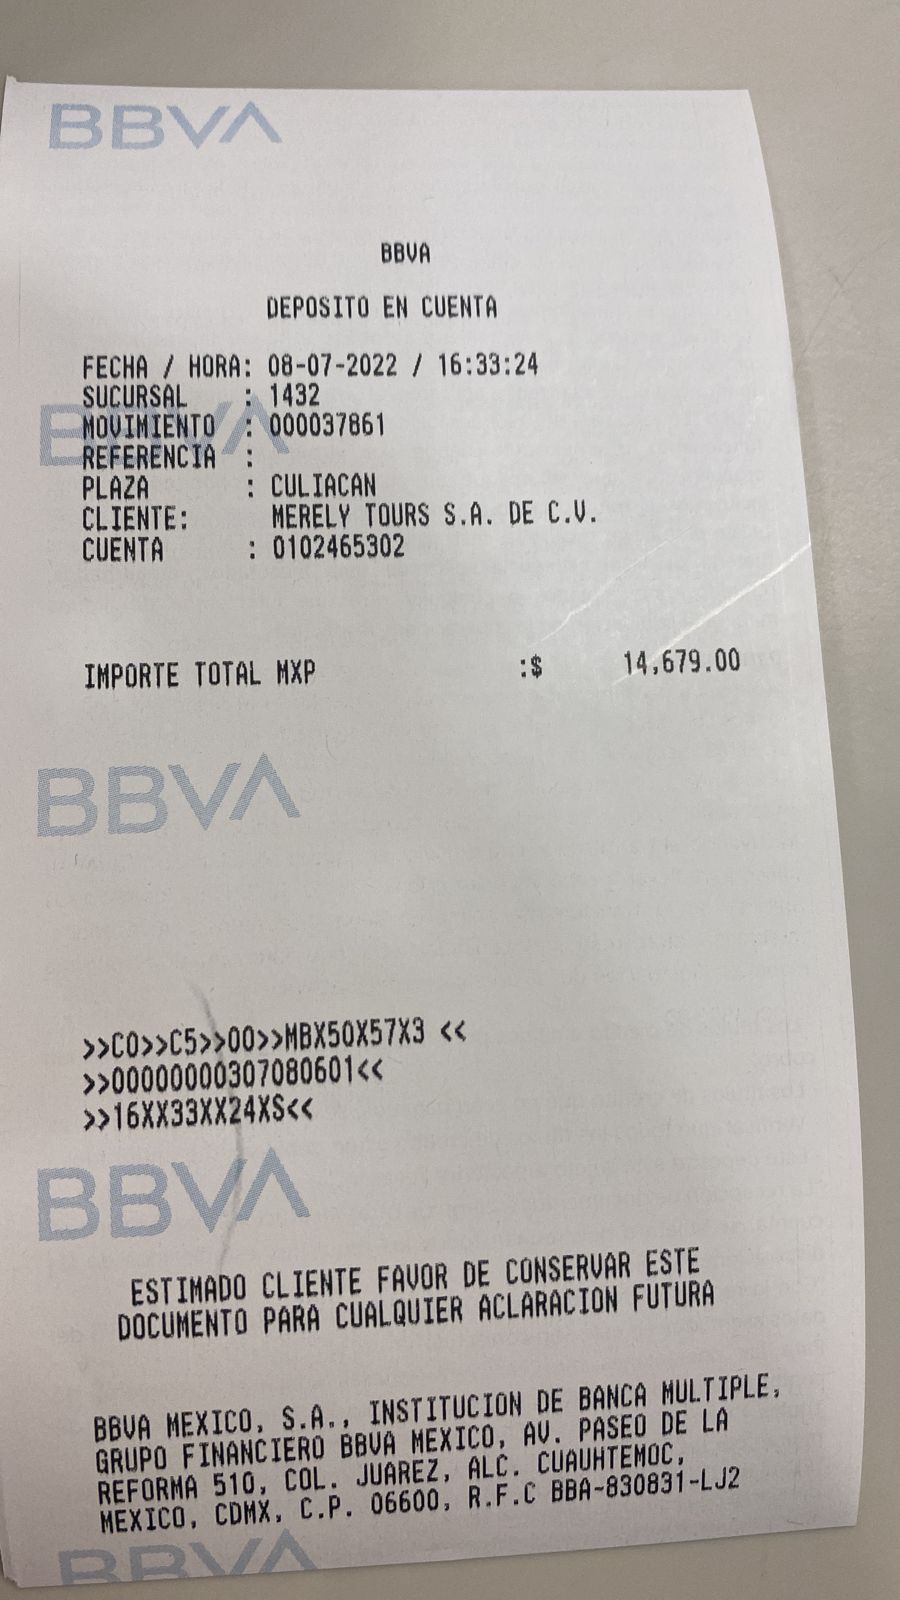 BBVA
BBVA
DEPOSITO EN CUENTA
FECHA / HORA: 08-07-2022 / 16:33:24
SUCURSAL : 1432
BBVA
MOVIMIENTO : 000037861
REFERENCIA :
PLAZA : CULIACAN
CLIENTE: MERELY TOURS S.A. DE C.V.
CUENTA : 0102465302
IMPORTE TOTAL MXP :$ 14,679.00
BBVA
>>C0>>C5>>00>>MBX50X57X3 <<
>>00000000307080601<<
>>16XX33XX24XS<<
BBVA
ESTIMADO CLIENTE FAVOR DE CONSERVAR ESTE
DOCUMENTO PARA CUALQUIER ACLARACION FUTURA
BBVA MEXICO, S.A., INSTITUCION DE BANCA MULTIPLE,
GRUPO FINANCIERO BBVA MEXICO, AV. PASEO DE LA
REFORMA 510, COL. JUAREZ, ALC. CUAUHTEMOC,
MEXICO, CDMX, C.P. 06600, R.F.C BBA-830831-LJ2
BBVA